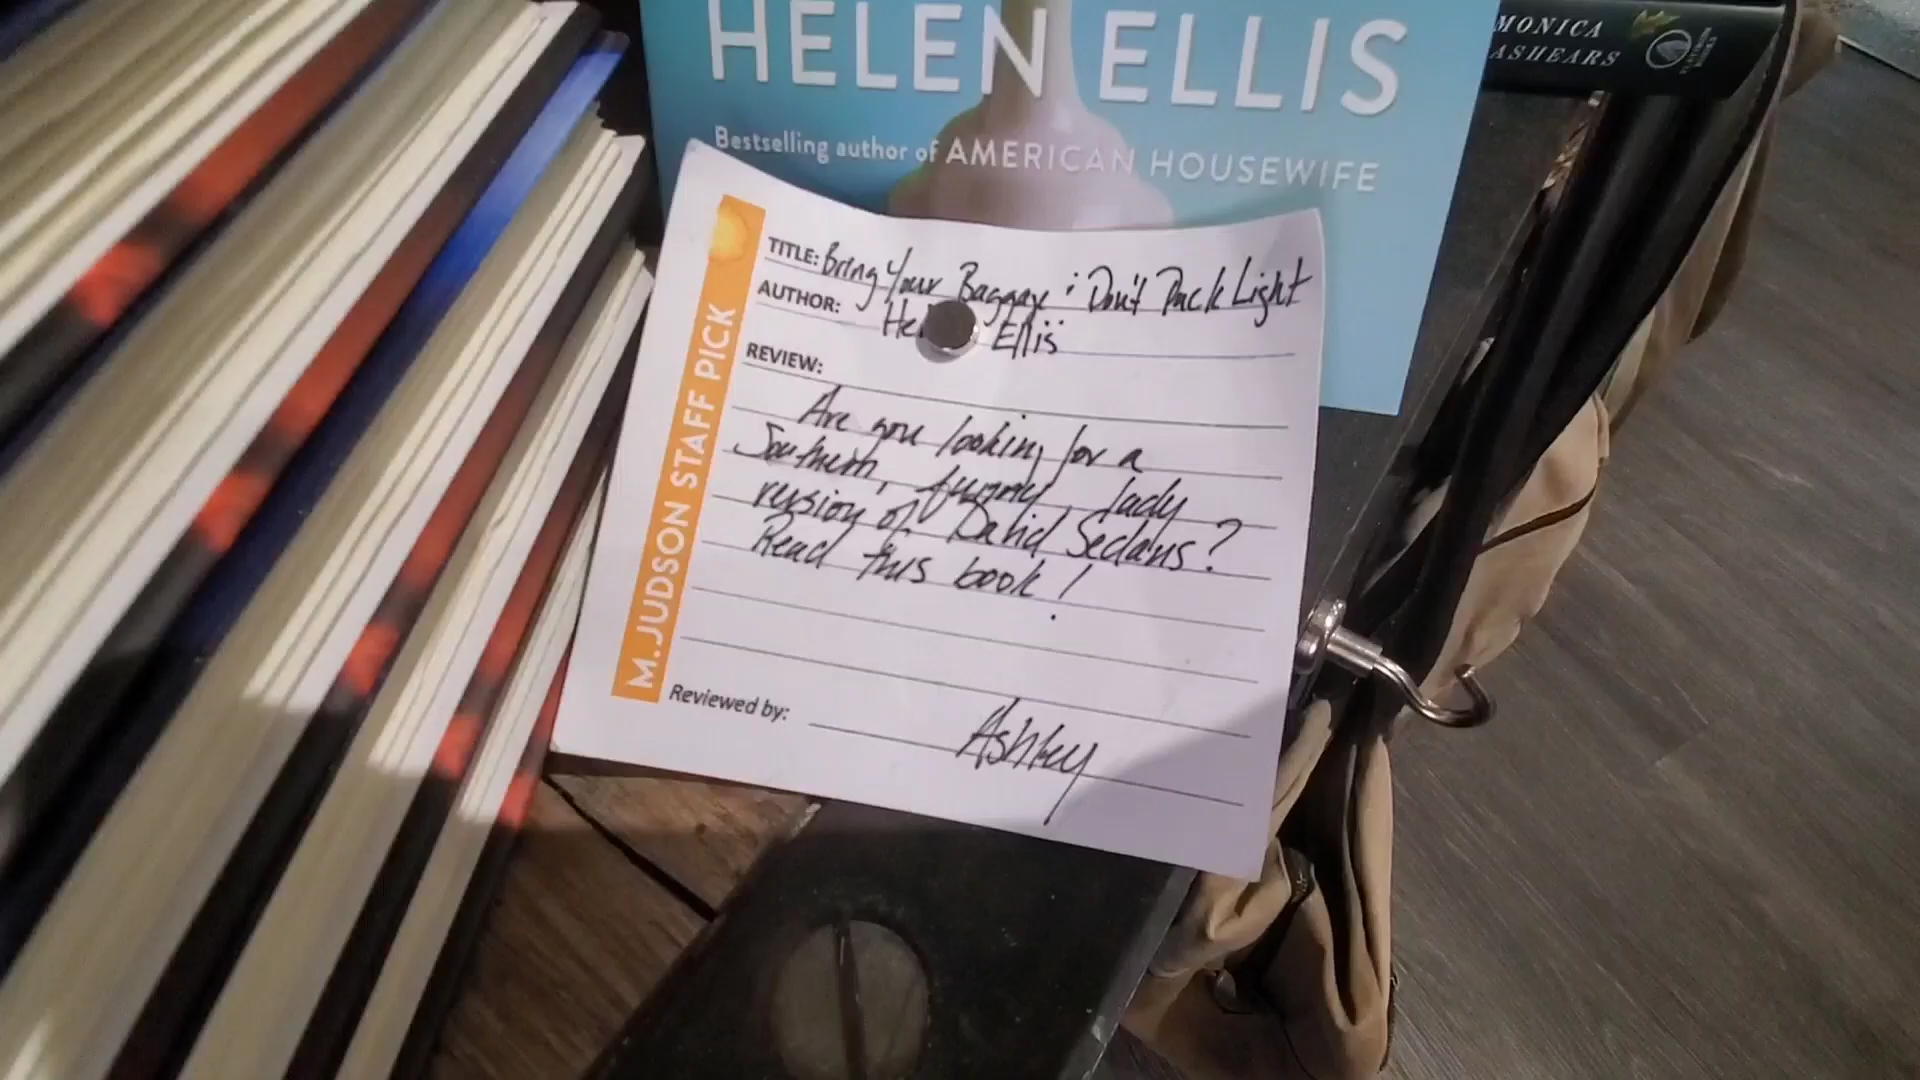 HELEN ELLIS
Bestselling author of AMERICAN HOUSEWIFE
MONICA
ASHEARS
M.JUDSON STAFF PICK
TITLE: Bring Your Baggage & Don't Pack Light
AUTHOR: He Ellis
REVIEW:
Are you looking for a
Southern, funny lady
version of David Sedaris?
Read this book!
Reviewed by: Ashley